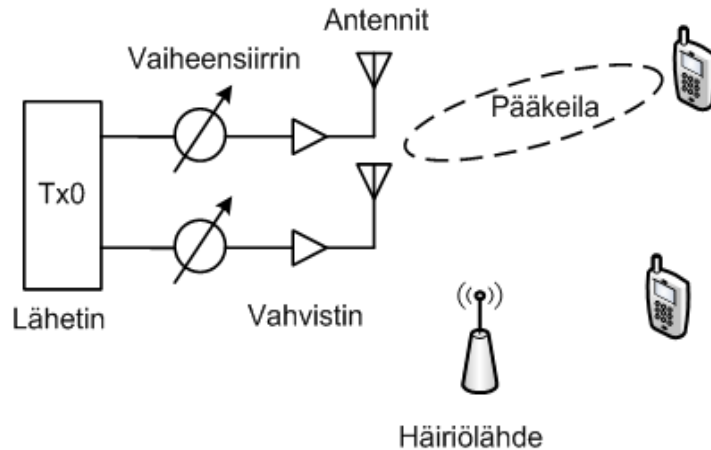 Antennit
Vaiheensiirrin
Pääkeila
Tx0
Lähetin
Vahvistin
Häiriölähde